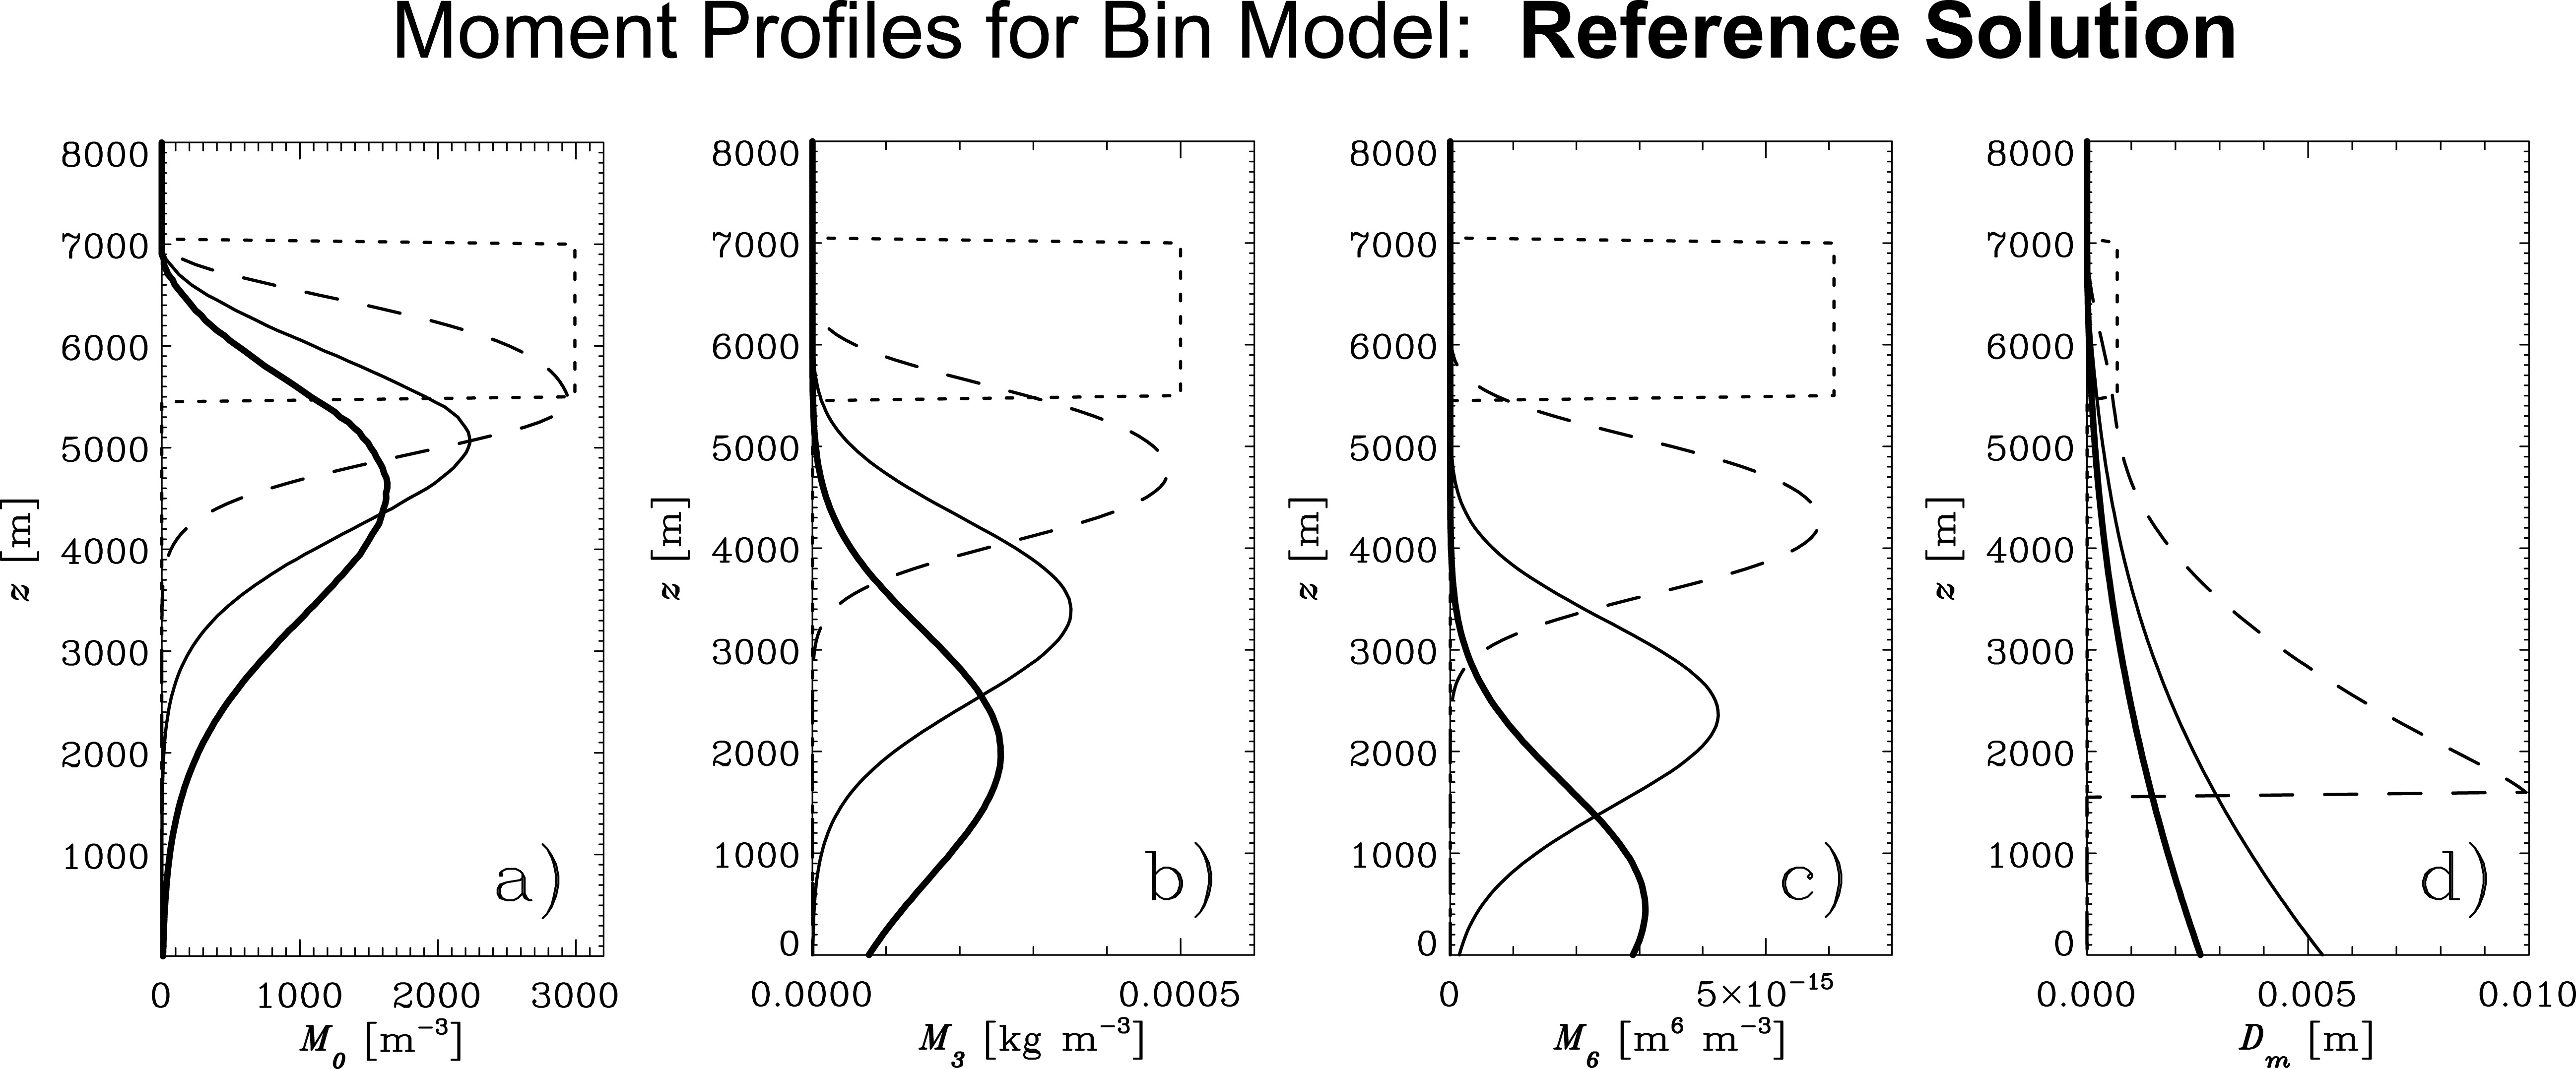 Moment Profiles for Bin Model: Reference Solution
8000
7000
6000
5000
4000
3000
2000
1000
z [m]
0 1000 2000 3000
M₀ [m⁻³]
a)
8000
7000
6000
5000
4000
3000
2000
1000
0
z [m]
0.0000 0.0005
M₃ [kg m⁻³]
b)
8000
7000
6000
5000
4000
3000
2000
1000
0
z [m]
0 5×10⁻¹⁵
M₆ [m⁶ m⁻³]
c)
8000
7000
6000
5000
4000
3000
2000
1000
0
z [m]
0.000 0.005 0.010
Dₘ [m]
d)